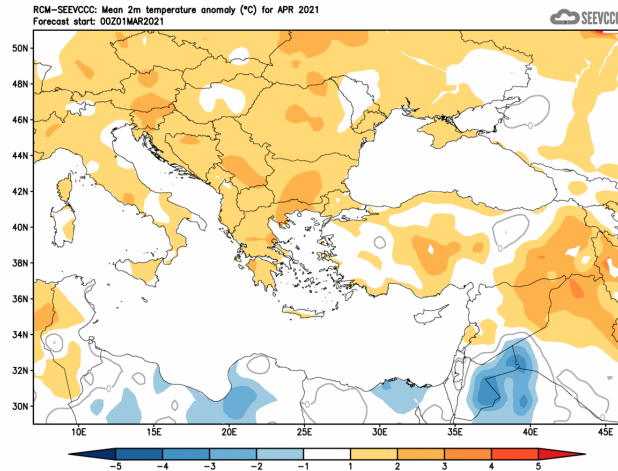 RCM-SEEVCCC: Mean 2m temperature anomaly (°C) for APR 2021
Forecast start: 00Z01MAR2021
SEEVCCC
50N
48N
46N
44N
42N
40N
38N
36N
34N
32N
30N
10E 15E 20E 25E 30E 35E 40E 45E
-5 -4 -3 -2 -1 1 2 3 4 5